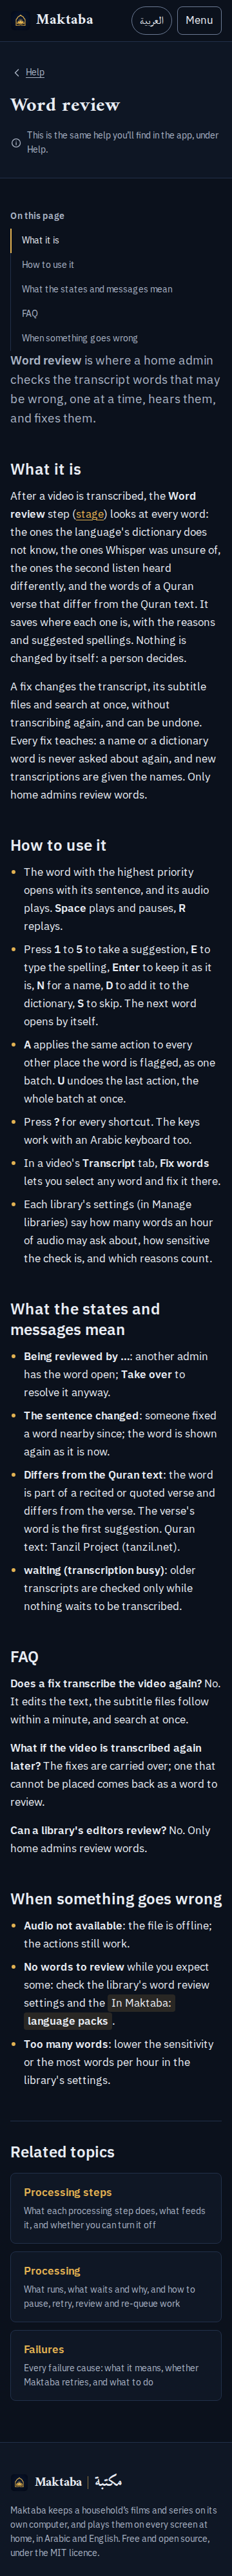 Maktaba
العربية
Menu
Help
Word review
This is the same help you'll find in the app, under
Help.
On this page
What it is
How to use it
What the states and messages mean
FAQ
When something goes wrong
Word review is where a home admin
checks the transcript words that may
be wrong, one at a time, hears them,
and fixes them.
What it is
After a video is transcribed, the Word
review step (stage) looks at every word:
the ones the language's dictionary does
not know, the ones Whisper was unsure of,
the ones the second listen heard
differently, and the words of a Quran
verse that differ from the Quran text. It
saves where each one is, with the reasons
and suggested spellings. Nothing is
changed by itself: a person decides.
A fix changes the transcript, its subtitle
files and search at once, without
transcribing again, and can be undone.
Every fix teaches: a name or a dictionary
word is never asked about again, and new
transcriptions are given the names. Only
home admins review words.
How to use it
The word with the highest priority
opens with its sentence, and its audio
plays. Space plays and pauses, R
replays.
Press 1 to 5 to take a suggestion, E to
type the spelling, Enter to keep it as it
is, N for a name, D to add it to the
dictionary, S to skip. The next word
opens by itself.
A applies the same action to every
other place the word is flagged, as one
batch. U undoes the last action, the
whole batch at once.
Press ? for every shortcut. The keys
work with an Arabic keyboard too.
In a video's Transcript tab, Fix words
lets you select any word and fix it there.
Each library's settings (in Manage
libraries) say how many words an hour
of audio may ask about, how sensitive
the check is, and which reasons count.
What the states and
messages mean
Being reviewed by ...: another admin
has the word open; Take over to
resolve it anyway.
The sentence changed: someone fixed
a word nearby since; the word is shown
again as it is now.
Differs from the Quran text: the word
is part of a recited or quoted verse and
differs from the verse. The verse's
word is the first suggestion. Quran
text: Tanzil Project (tanzil.net).
waiting (transcription busy): older
transcripts are checked only while
nothing waits to be transcribed.
FAQ
Does a fix transcribe the video again? No.
It edits the text, the subtitle files follow
within a minute, and search at once.
What if the video is transcribed again
later? The fixes are carried over; one that
cannot be placed comes back as a word to
review.
Can a library's editors review? No. Only
home admins review words.
When something goes wrong
Audio not available: the file is offline;
the actions still work.
No words to review while you expect
some: check the library's word review
settings and the In Maktaba:
language packs .
Too many words: lower the sensitivity
or the most words per hour in the
library's settings.
Related topics
Processing steps
What each processing step does, what feeds
it, and whether you can turn it off
Processing
What runs, what waits and why, and how to
pause, retry, review and re-queue work
Failures
Every failure cause: what it means, whether
Maktaba retries, and what to do
Maktaba | مكتبة
Maktaba keeps a household's films and series on its
own computer, and plays them on every screen at
home, in Arabic and English. Free and open source,
under the MIT licence.